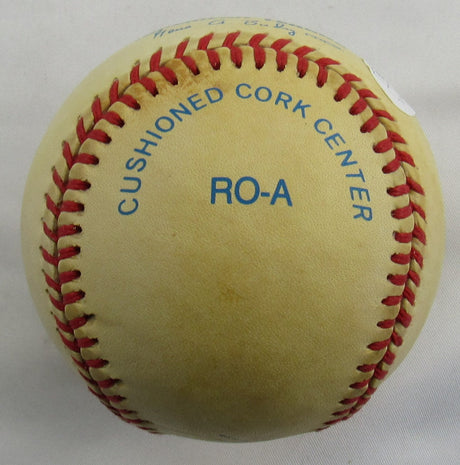 CUSHIONED CORK CENTER
RO-A